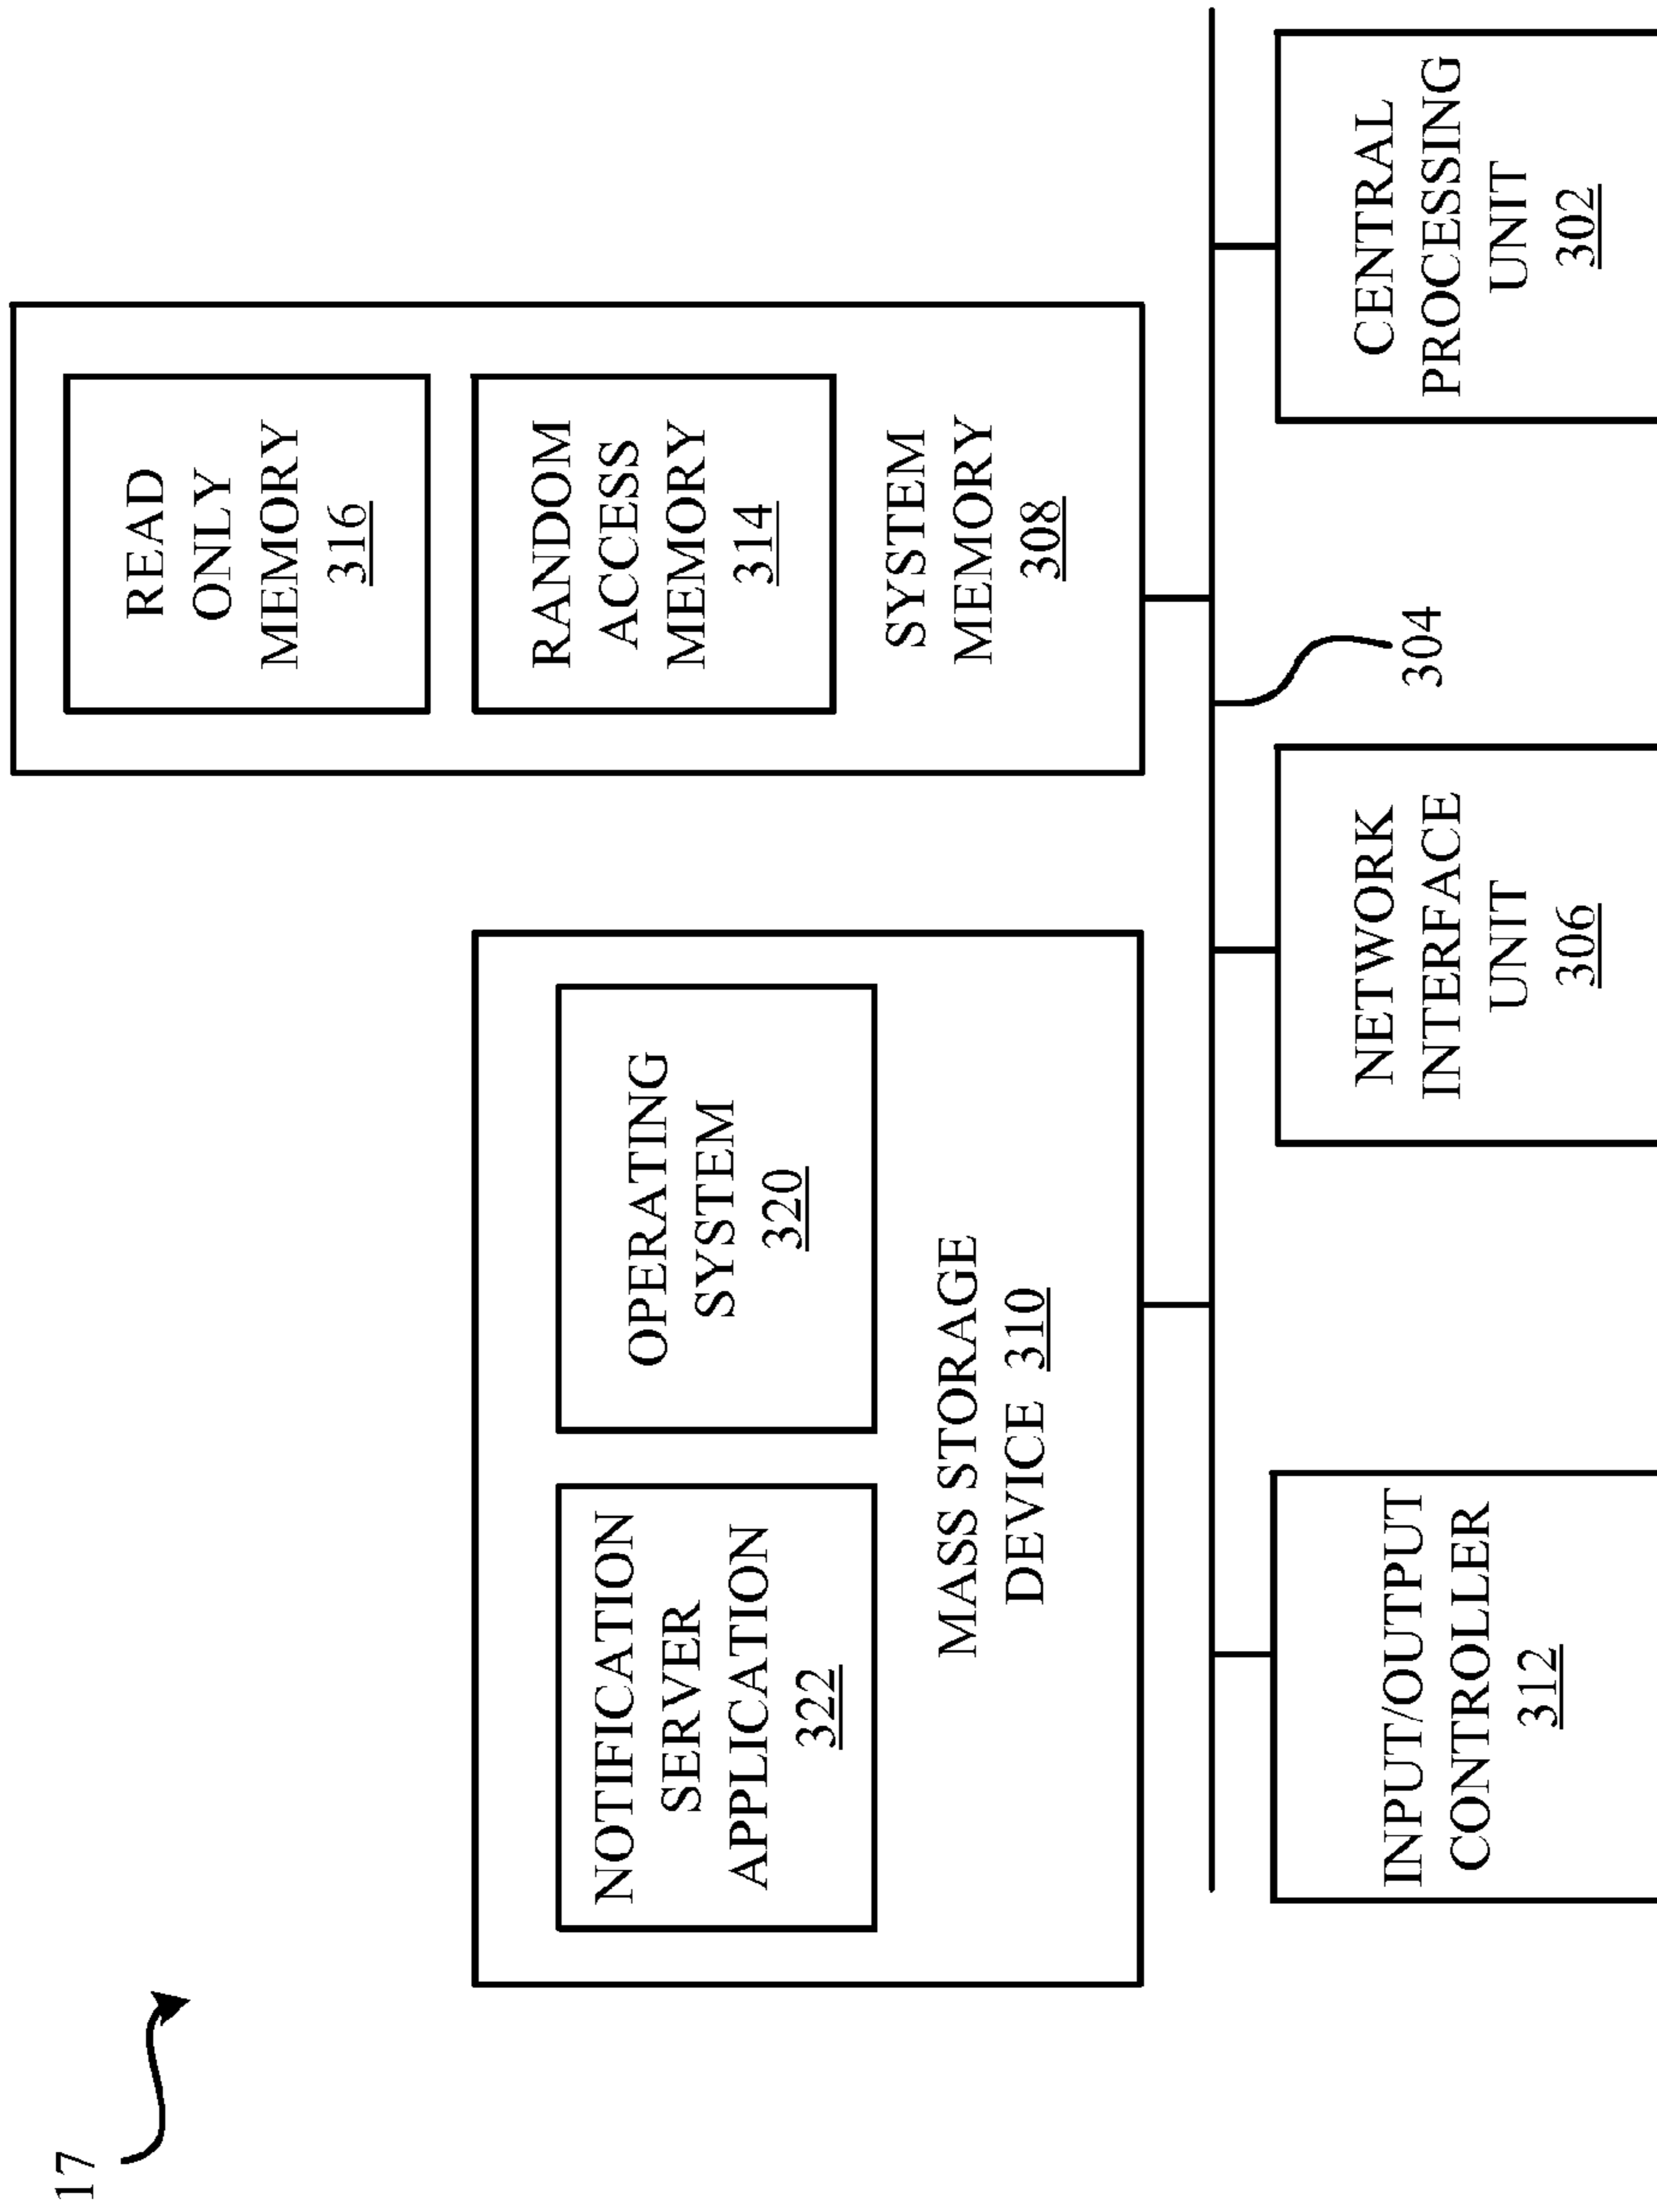 17
NOTIFICATION
SERVER
APPLICATION
322
OPERATING
SYSTEM
320
MASS STORAGE
DEVICE 310
READ
ONLY
MEMORY
316
RANDOM
ACCESS
MEMORY
314
SYSTEM
MEMORY
308
304
INPUT/OUTPUT
CONTROLLER
312
NETWORK
INTERFACE
UNIT
306
CENTRAL
PROCESSING
UNIT
302